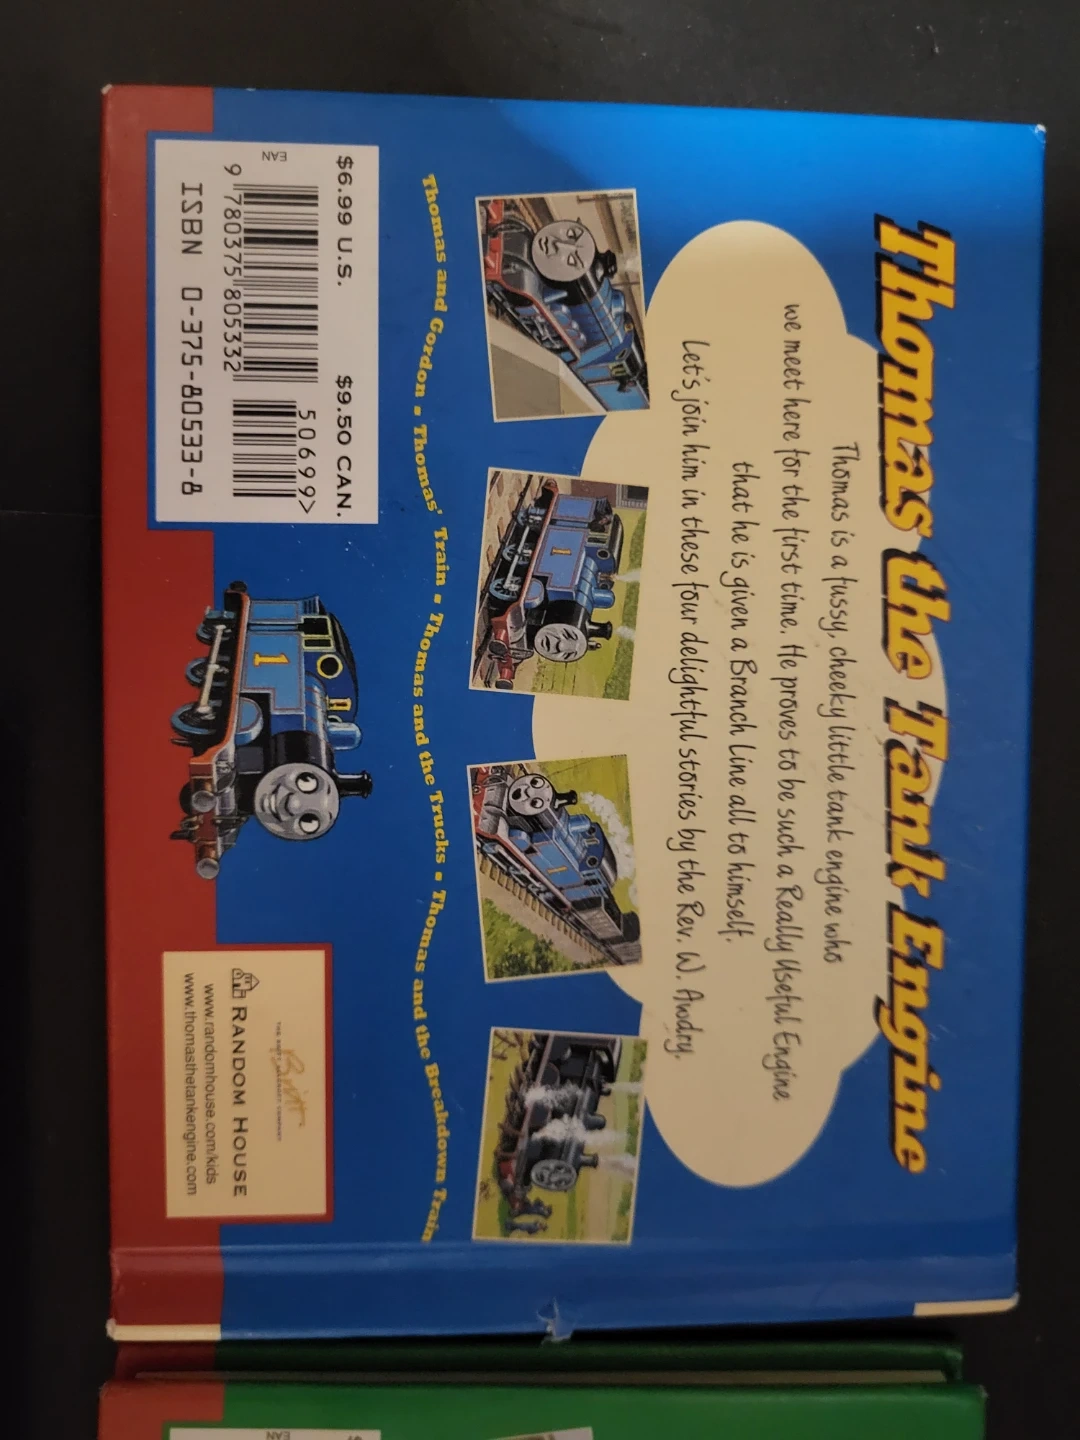 Thomas the Tank Engine
Thomas is a fussy, cheeky little tank engine who
we meet here for the first time. He proves to be such a Really Useful Engine
that he is given a Branch Line all to himself.
Let's join him in these four delightful stories by the Rev. W. Awdry.
1
1
Thomas and Gordon ▪ Thomas' Train ▪ Thomas and the Trucks ▪ Thomas and the Breakdown Train
$6.99 U.S. $9.50 CAN.
50699>
EAN
9 780375 805332
ISBN 0-375-80533-8
1
Britt
RANDOM HOUSE
www.randomhouse.com/kids
www.thomasthetankengine.com
EAN